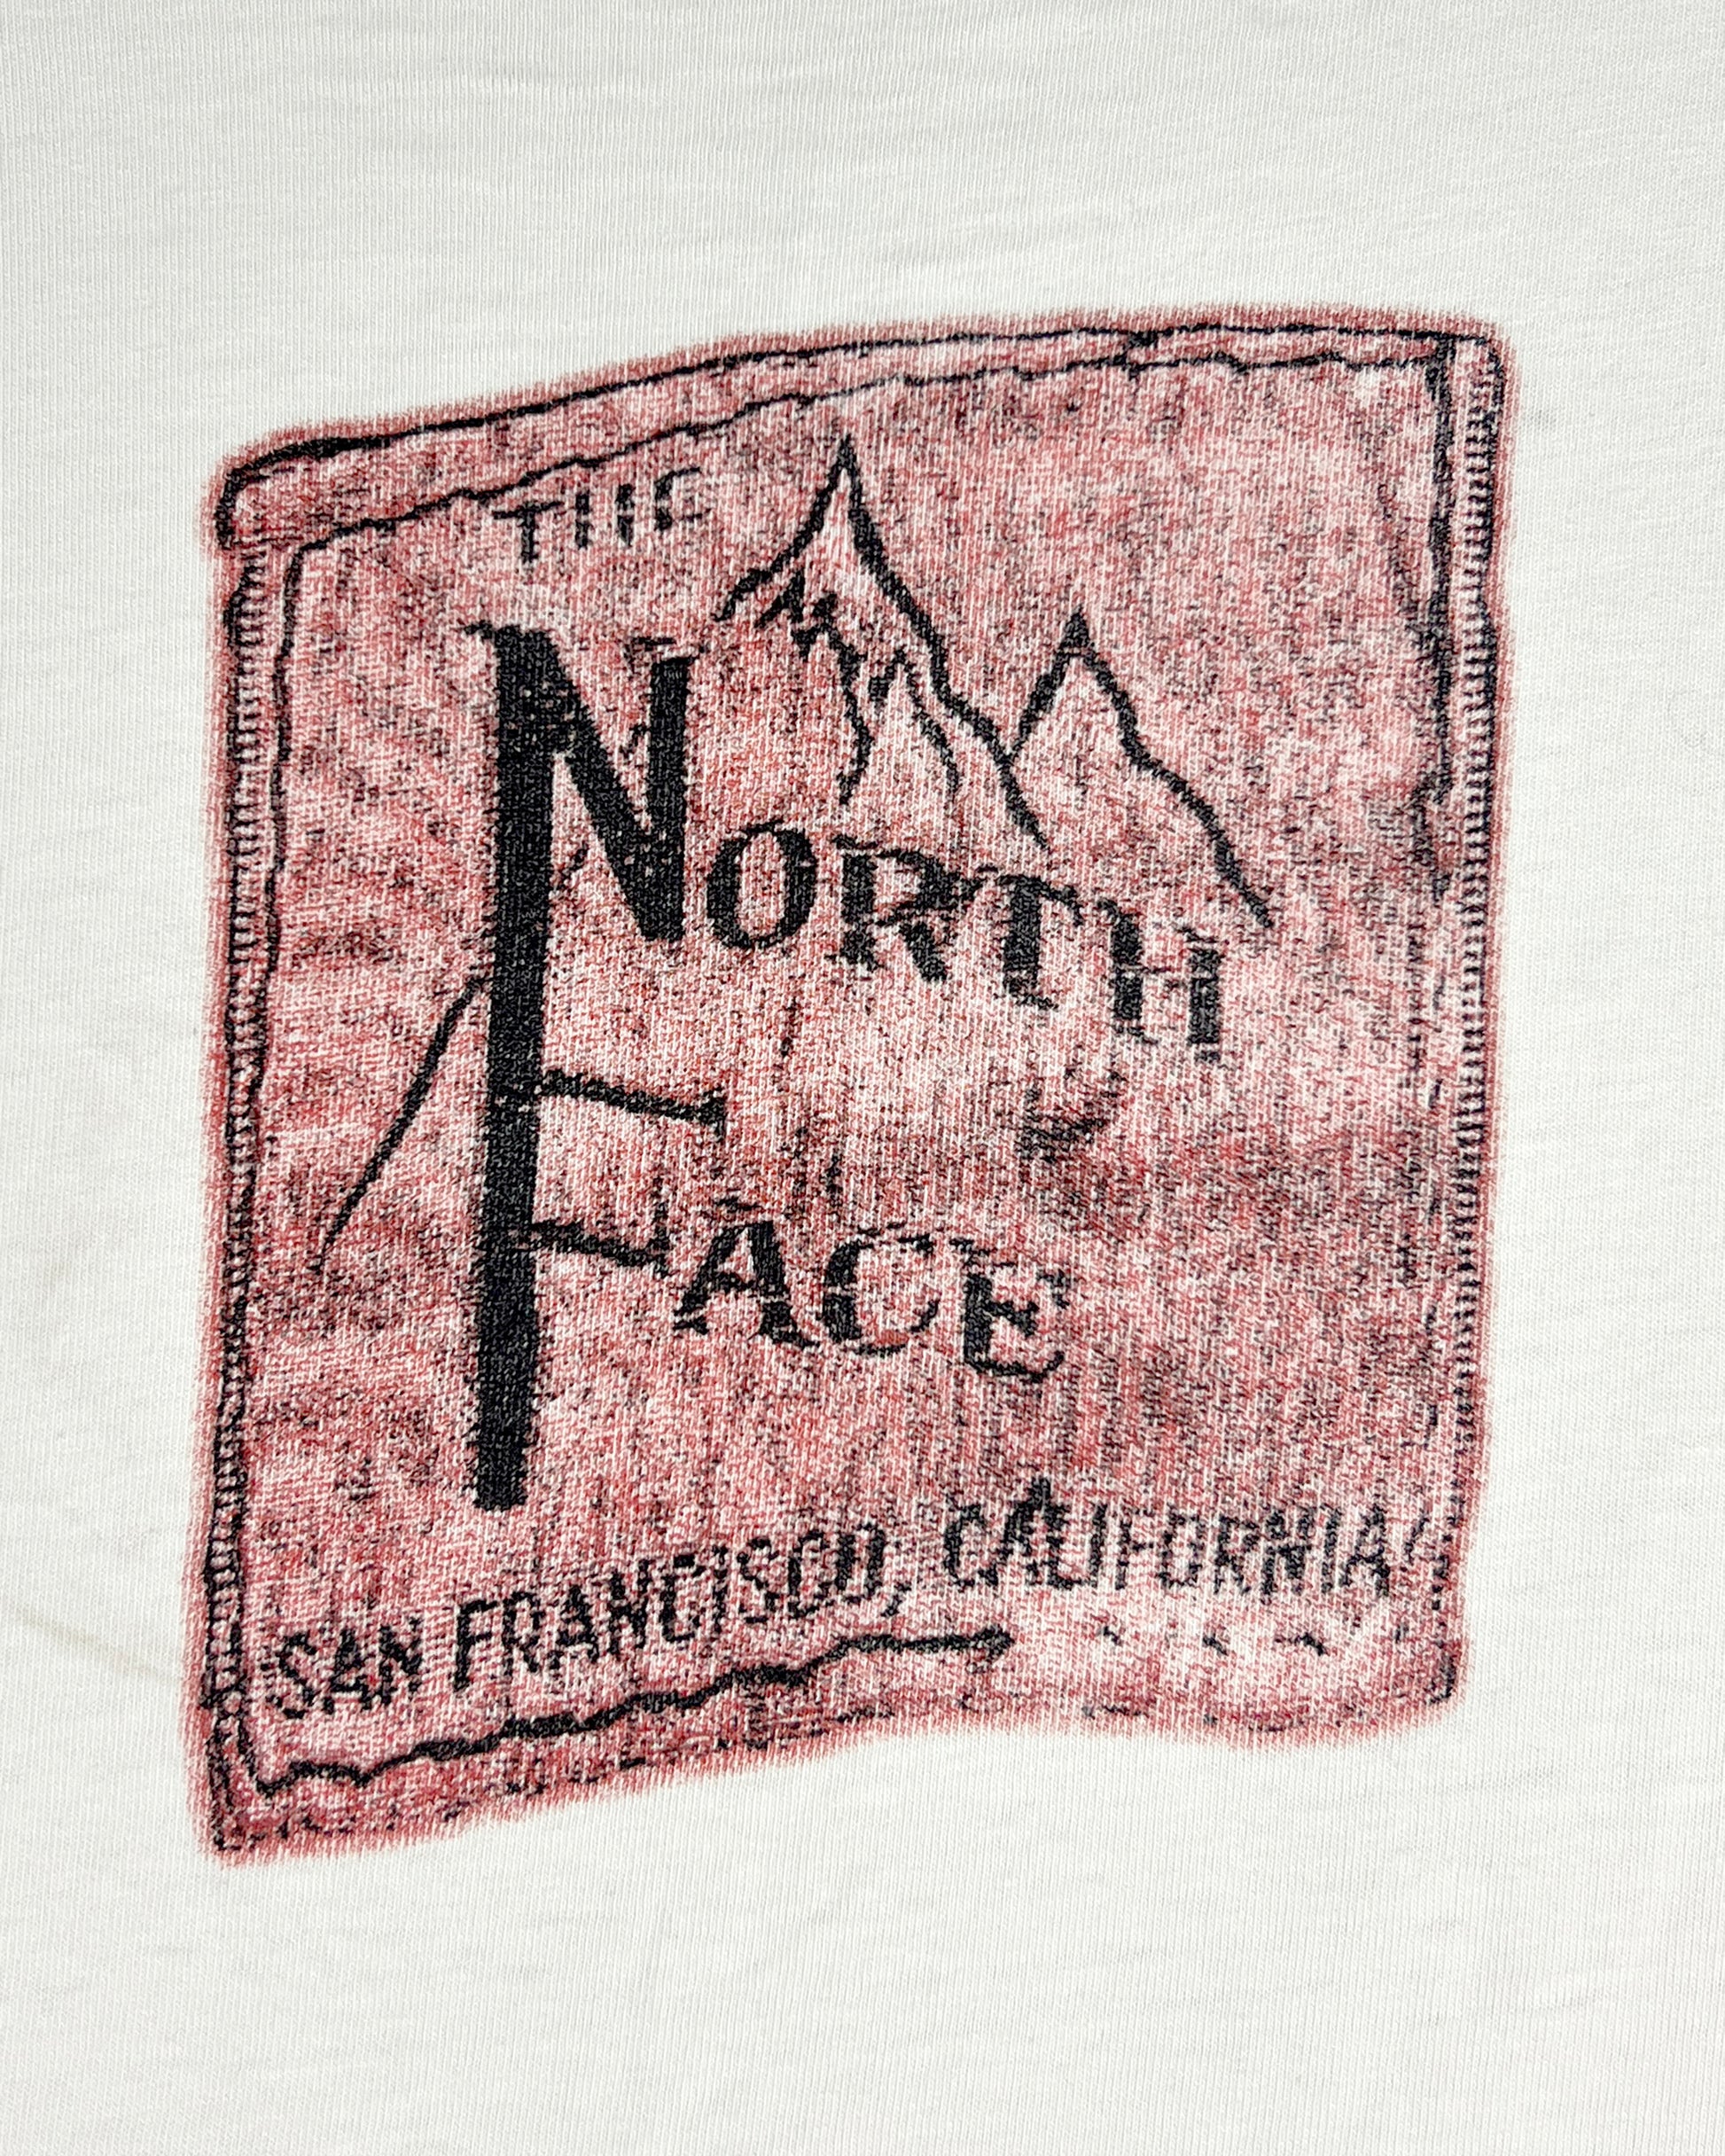 THE
NORTH
FACE
SAN FRANCISCO, CALIFORNIA